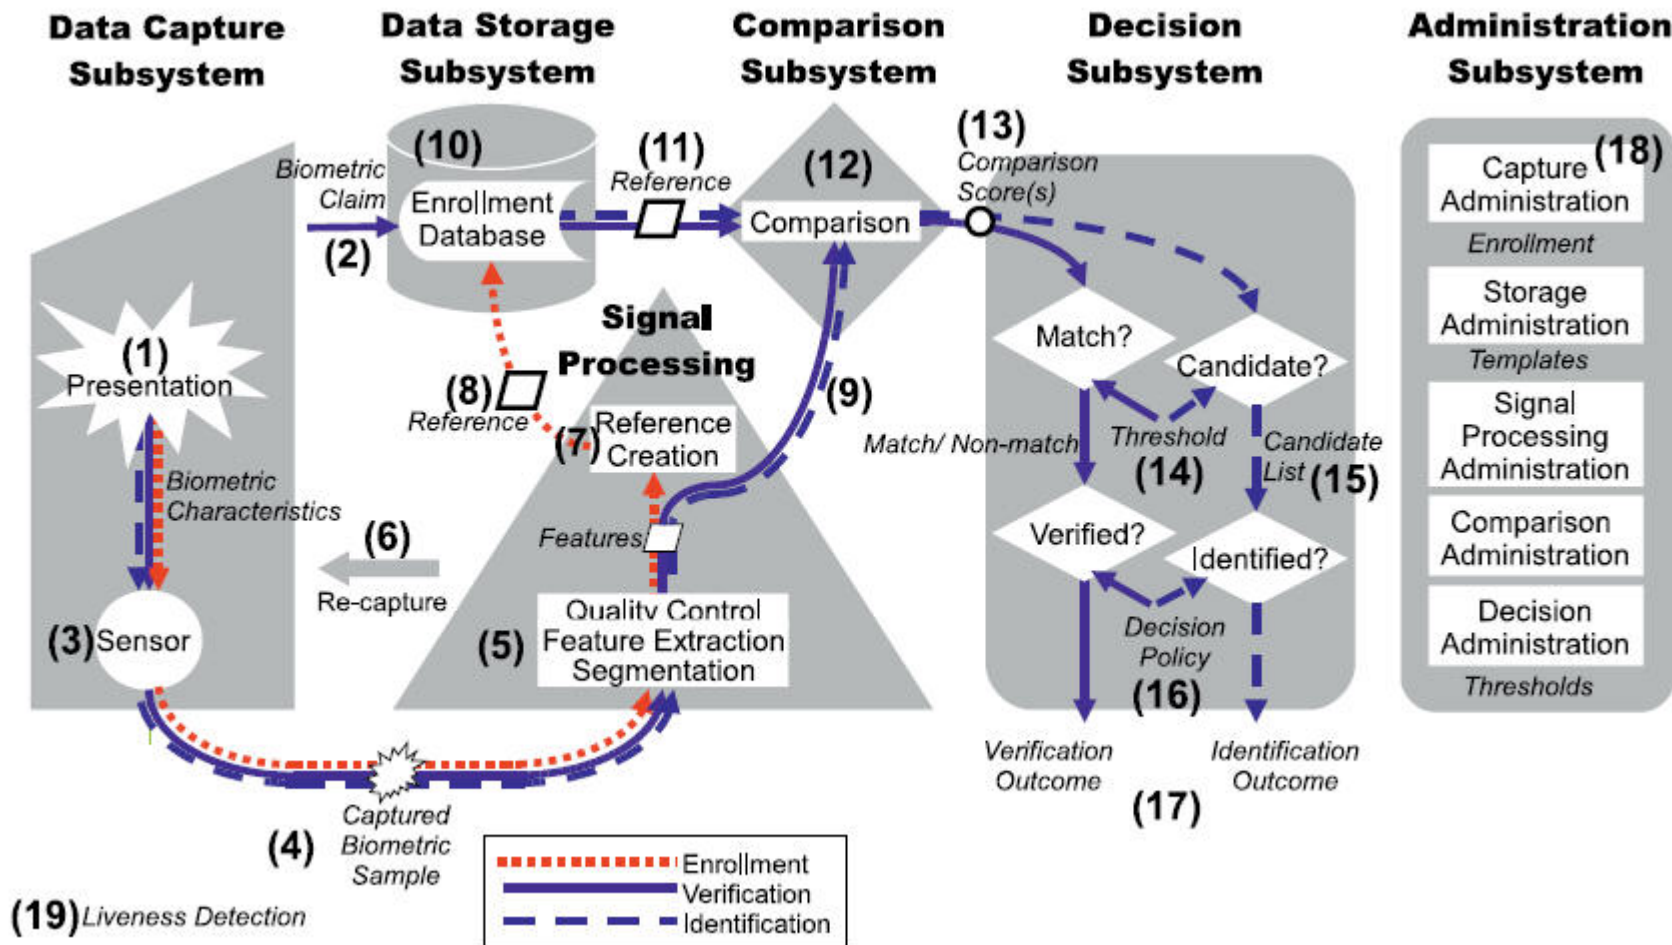 Data Capture
Subsystem
Data Storage
Subsystem
Comparison
Subsystem
Decision
Subsystem
Administration
Subsystem
(1)
Presentation
Biometric
Characteristics
(3)
Sensor
Biometric
Claim
(2)
(10)
Enrollment
Database
(11)
Reference
(12)
Comparison
(13)
Comparison
Score(s)
Signal
Processing
(8)
Reference
(7)
Reference
Creation
(9)
Features
(6)
Re-capture
(5)
Quality Control
Feature Extraction
Segmentation
(4)
Captured
Biometric
Sample
Match?
Candidate?
Match/ Non-match
Threshold
(14)
Candidate
List
(15)
Verified?
Identified?
Decision
Policy
(16)
Verification
Outcome
Identification
Outcome
(17)
(18)
Capture
Administration
Enrollment
Storage
Administration
Templates
Signal
Processing
Administration
Comparison
Administration
Decision
Administration
Thresholds
(19) Liveness Detection
Enrollment
Verification
Identification